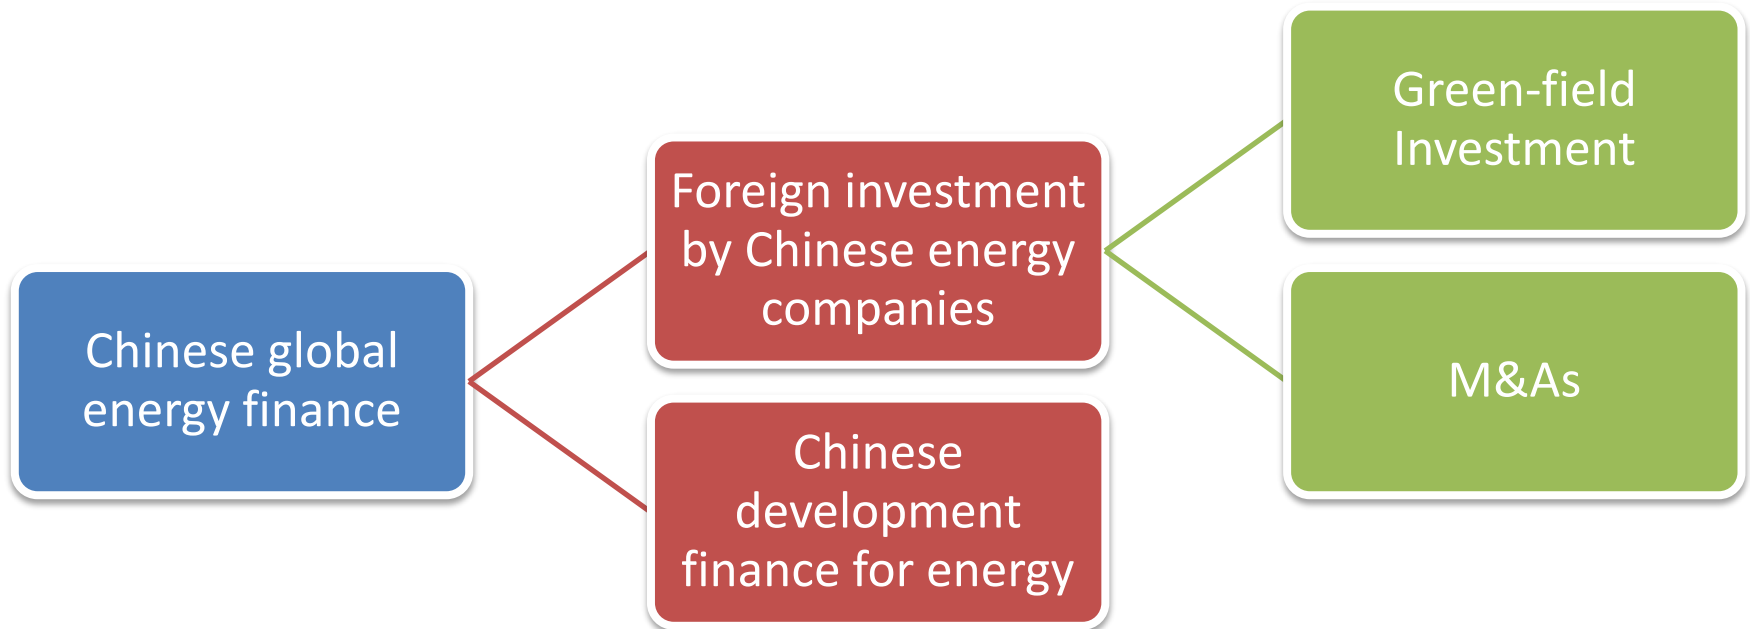 Chinese global
energy finance
Foreign investment
by Chinese energy
companies
Chinese
development
finance for energy
Green-field
Investment
M&As